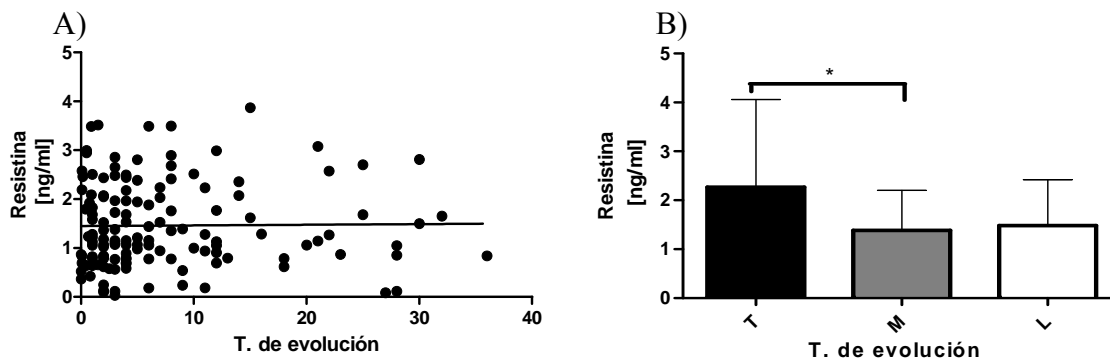 A)
Resistina
[ng/ml]
5
4
3
2
1
0
0 10 20 30 40
T. de evolución
B)
Resistina
[ng/ml]
5
4
3
2
1
0
*
T M L
T. de evolución